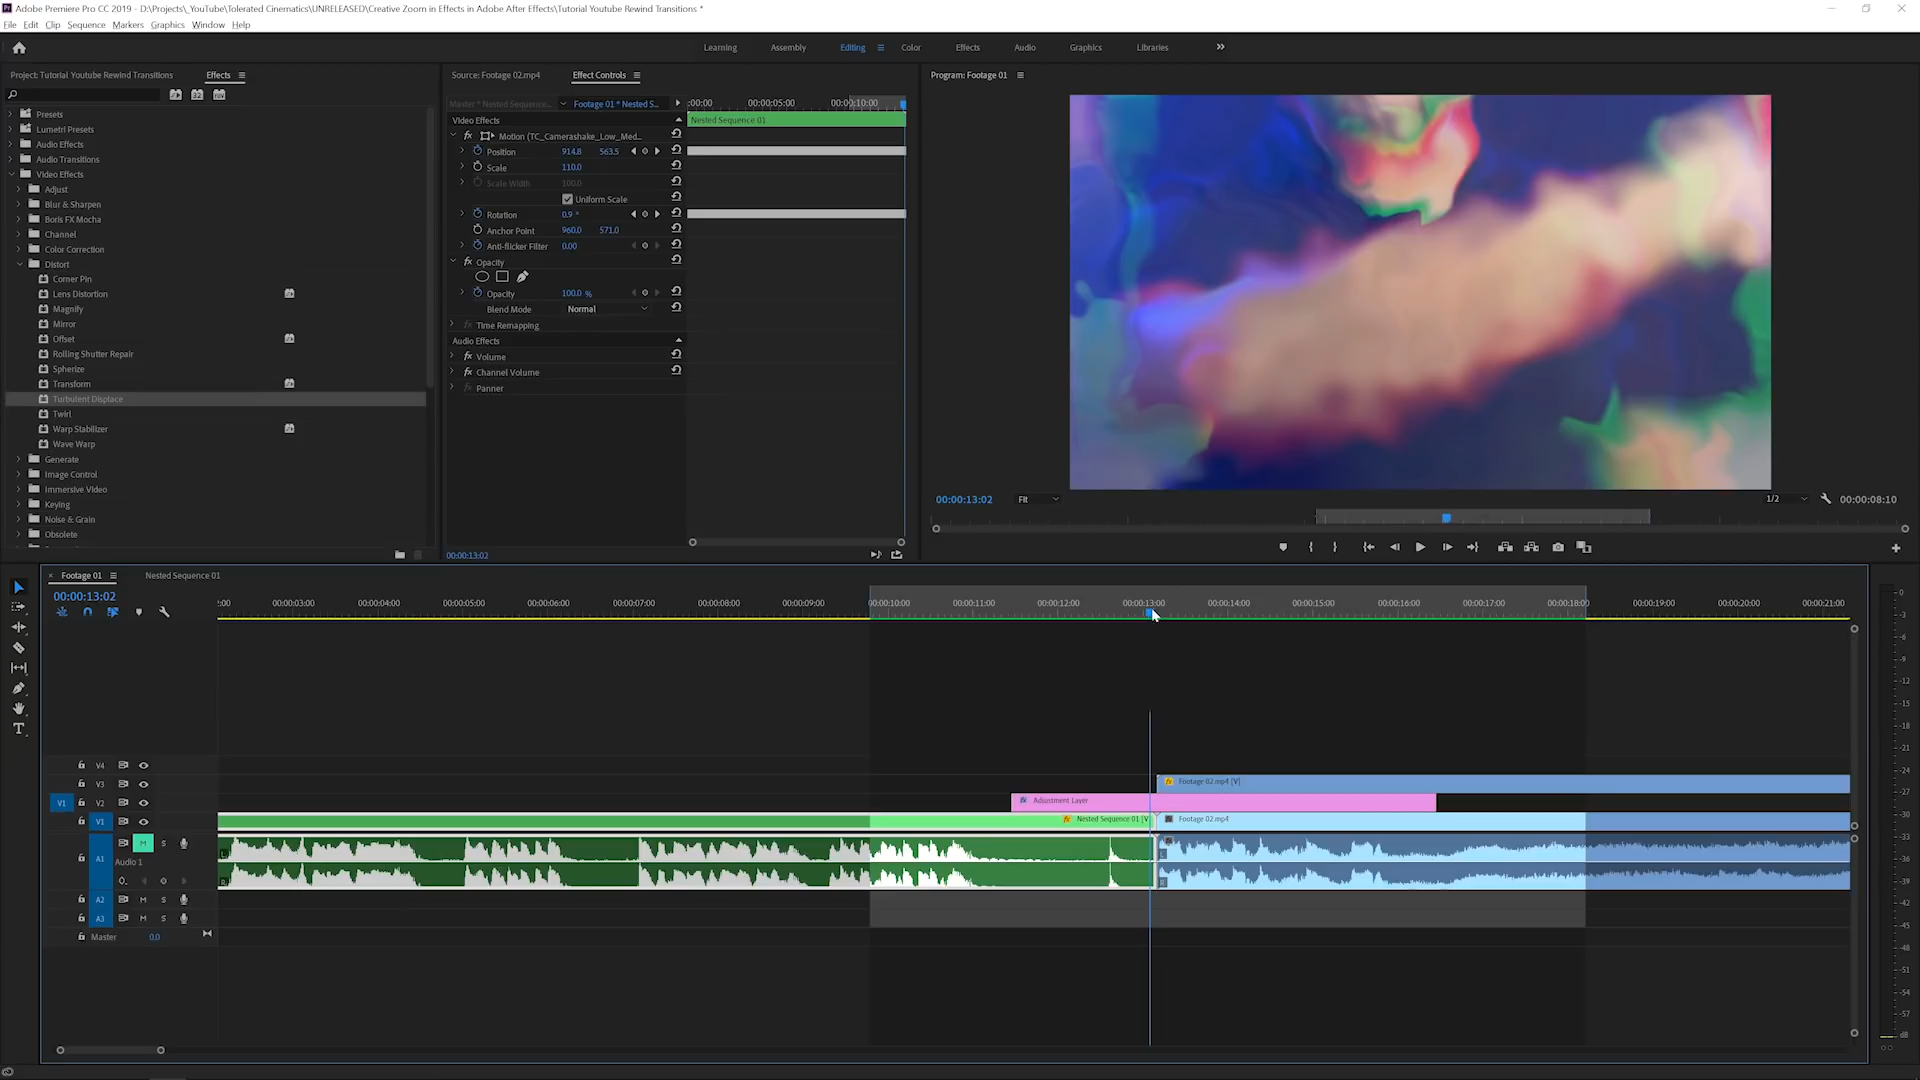 Adobe Premiere Pro CC 2019 - D:\Projects\_YouTube\Tolerated Cinematics\UNRELEASED\Creative Zoom in Effects in Adobe After Effects\Tutorial Youtube Rewind Transitions *
File Edit Clip Sequence Markers Graphics Window Help
Learning Assembly Editing Color Effects Audio Graphics Libraries
Project: Tutorial Youtube Rewind Transitions Effects
Presets
Lumetri Presets
Audio Effects
Audio Transitions
Video Effects
Adjust
Blur & Sharpen
Boris FX Mocha
Channel
Color Correction
Distort
Corner Pin
Lens Distortion
Magnify
Mirror
Offset
Rolling Shutter Repair
Spherize
Transform
Turbulent Displace
Twirl
Warp Stabilizer
Wave Warp
Generate
Image Control
Immersive Video
Keying
Noise & Grain
Obsolete
Source: Footage 02.mp4 Effect Controls
Master * Nested Sequence... Footage 01 * Nested S... :00:00 00:00:05:00 00:00:10:00
Video Effects Nested Sequence 01
fx Motion (TC_Camerashake_Low_Med...
Position 914.8 563.5
Scale 110.0
Scale Width 100.0
Uniform Scale
Rotation 0.9 °
Anchor Point 960.0 571.0
Anti-flicker Filter 0.00
fx Opacity
Opacity 100.0 %
Blend Mode Normal
fx Time Remapping
Audio Effects
fx Volume
fx Channel Volume
fx Panner
00:00:13:02
Program: Footage 01
00:00:13:02 Fit 1/2 00:00:08:10
Footage 01 Nested Sequence 01
00:00:13:02
2:00 00:00:03:00 00:00:04:00 00:00:05:00 00:00:06:00 00:00:07:00 00:00:08:00 00:00:09:00 00:00:10:00 00:00:11:00 00:00:12:00 00:00:13:00 00:00:14:00 00:00:15:00 00:00:16:00 00:00:17:00 00:00:18:00 00:00:19:00 00:00:20:00 00:00:21:00
V4
V3 fx Footage 02.mp4 [V]
V1 V2 fx Adjustment Layer
V1 fx Nested Sequence 01 [V fx Footage 02.mp4
A1 M S
Audio 1
A2 M S
A3 M S
Master 0.0
0
-3
-6
-9
-12
-15
-18
-21
-24
-27
-30
-33
-36
-39
-42
-45
-48
-51
-54
-57
dB